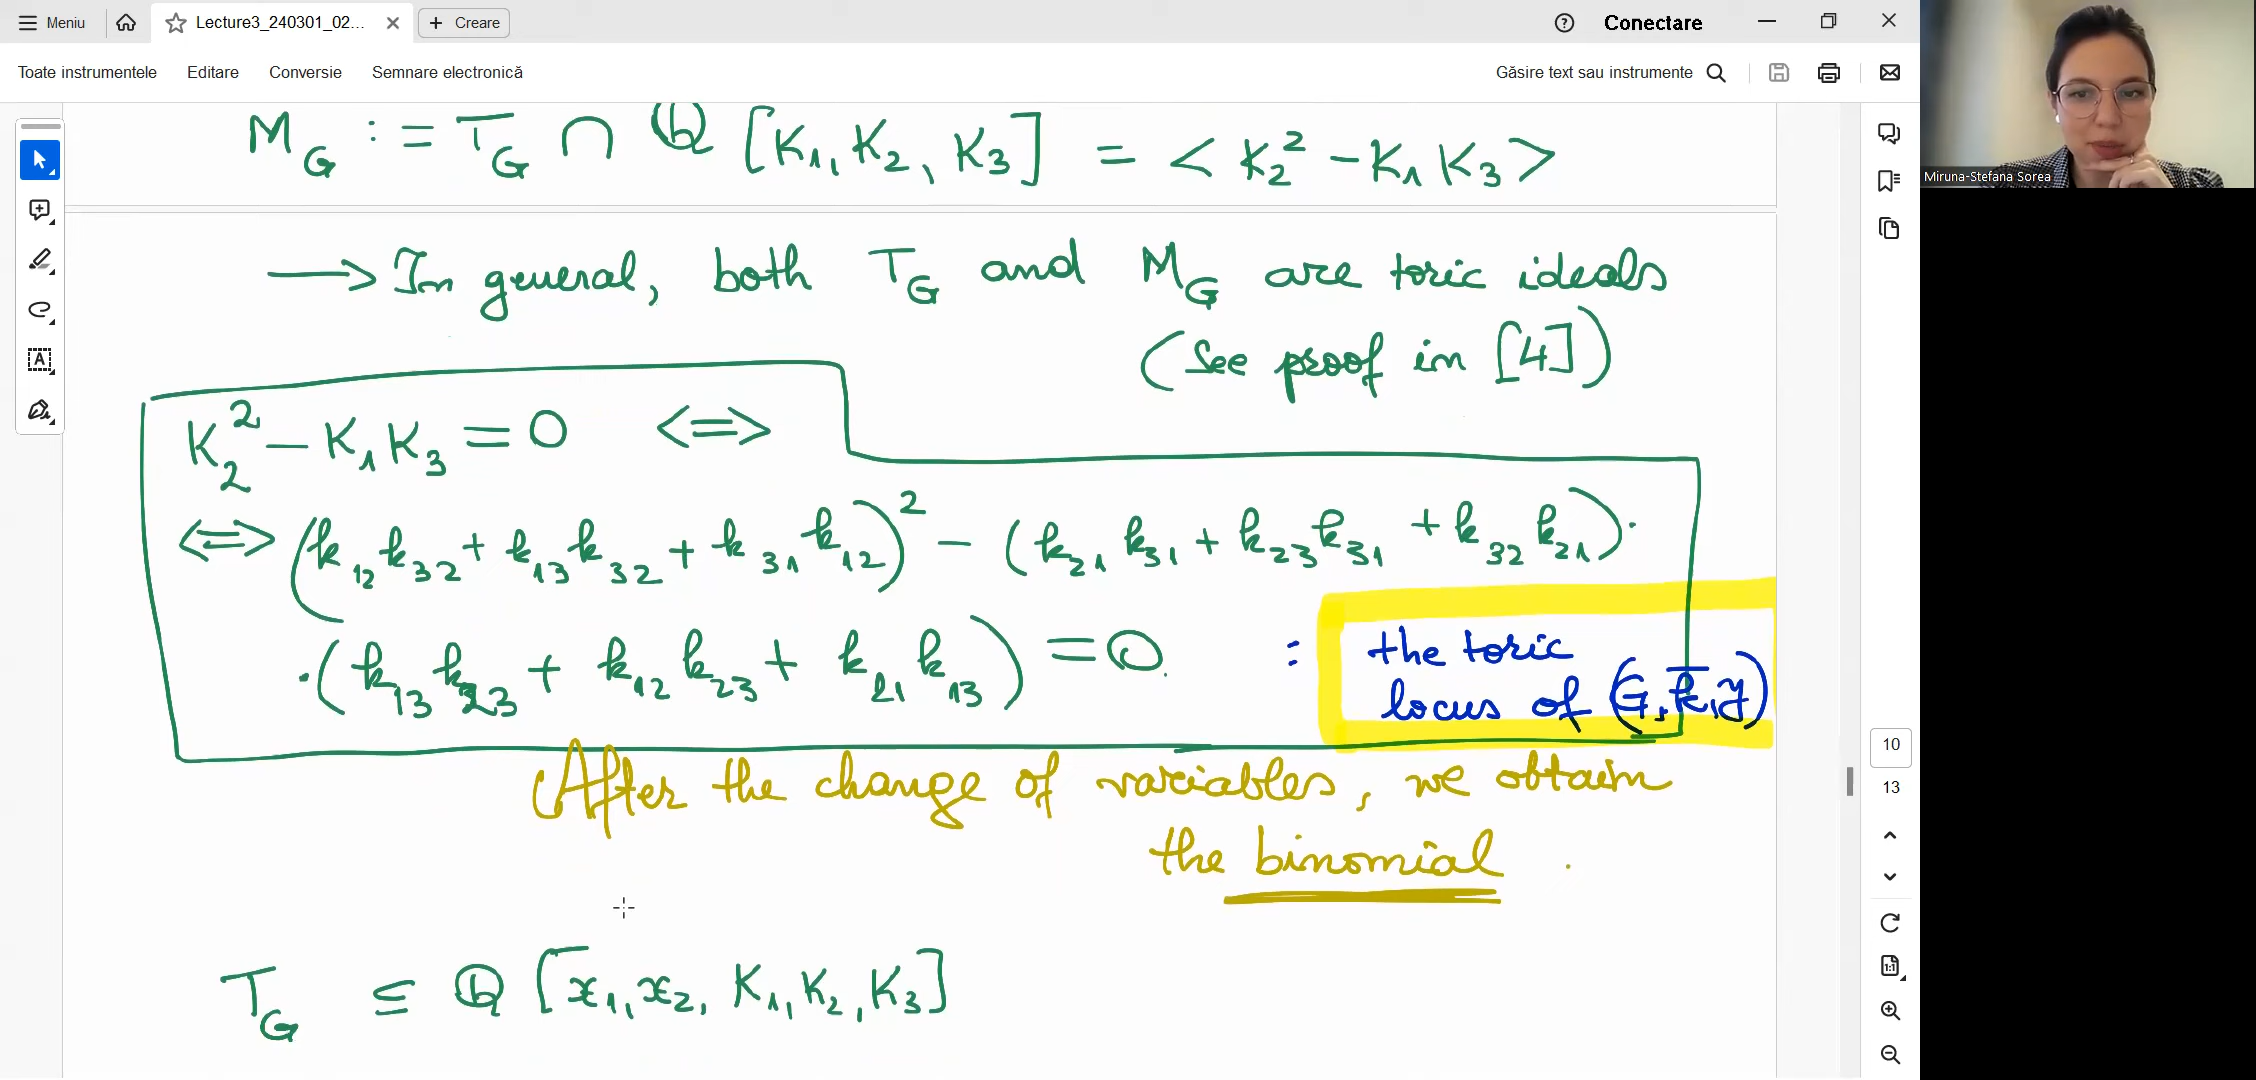 Meniu
Lecture3_240301_02...
Creare
Conectare
Toate instrumentele Editare Conversie Semnare electronică
Găsire text sau instrumente
M_G := T_G ∩ ℚ [K_1, K_2, K_3] = < K_2^2 - K_1 K_3 >
→ In general, both T_G and M_G are toric ideals
(see proof in [4])
K_2^2 - K_1 K_3 = 0 <=>
<=> (k_12 k_32 + k_13 k_32 + k_31 k_12)^2 - (k_21 k_31 + k_23 k_31 + k_32 k_21) ·
· (k_13 k_23 + k_12 k_23 + k_21 k_13) = 0 : the toric
locus of (G, k, y)
After the change of variables, we obtain
the binomial .
T_G ⊆ ℚ [x_1, x_2, K_1, K_2, K_3]
Miruna-Stefana Sorea
10
13